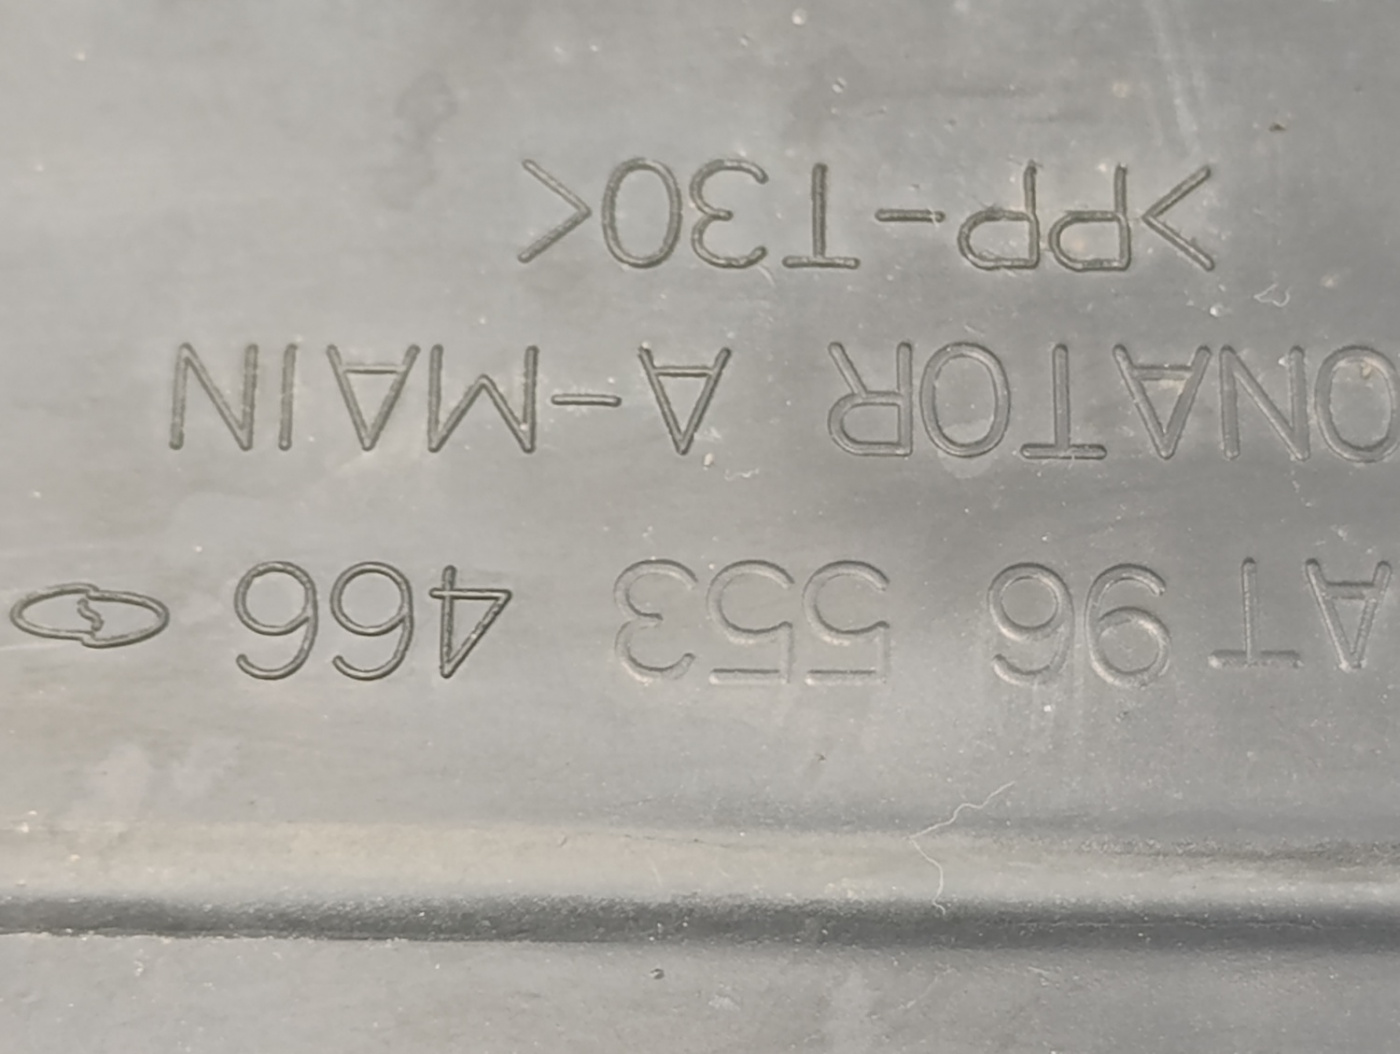 AT 96 553 466
ONATOR A-MAIN
>PP-T30<